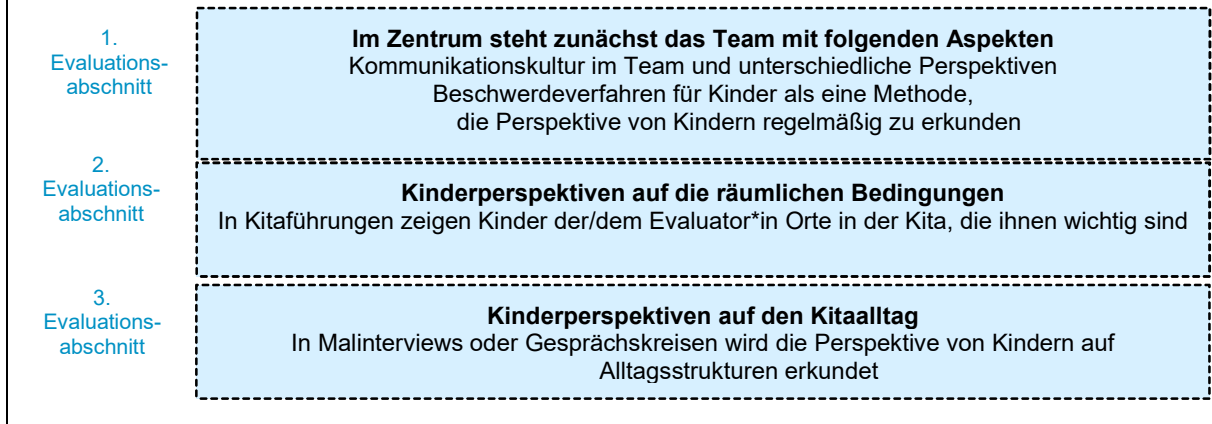 1.
Evaluations-
abschnitt
Im Zentrum steht zunächst das Team mit folgenden Aspekten
Kommunikationskultur im Team und unterschiedliche Perspektiven
Beschwerdeverfahren für Kinder als eine Methode,
die Perspektive von Kindern regelmäßig zu erkunden
2.
Evaluations-
abschnitt
Kinderperspektiven auf die räumlichen Bedingungen
In Kitaführungen zeigen Kinder der/dem Evaluator*in Orte in der Kita, die ihnen wichtig sind
3.
Evaluations-
abschnitt
Kinderperspektiven auf den Kitaalltag
In Malinterviews oder Gesprächskreisen wird die Perspektive von Kindern auf
Alltagsstrukturen erkundet